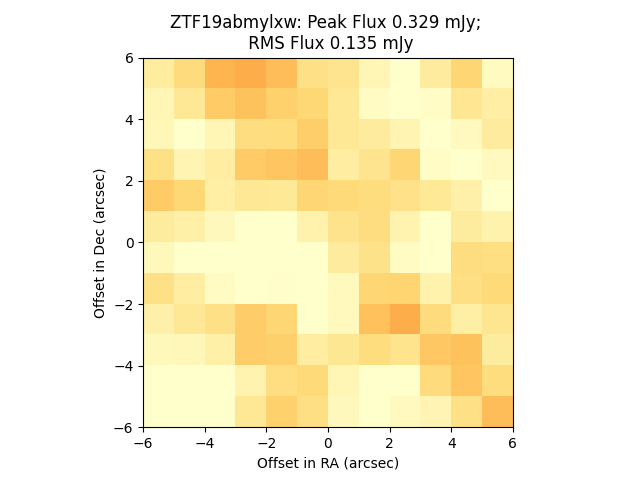 ZTF19abmylxw: Peak Flux 0.329 mJy;
RMS Flux 0.135 mJy
6
4
2
0
−2
−4
−6
Offset in Dec (arcsec)
−6 −4 −2 0 2 4 6
Offset in RA (arcsec)